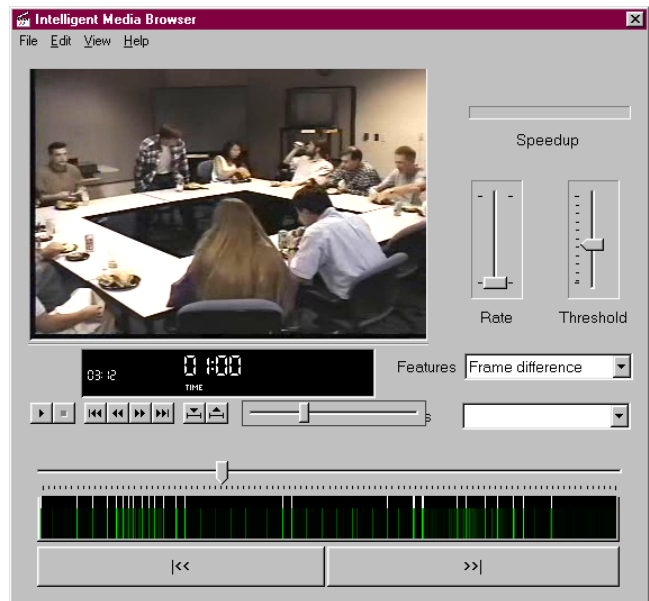 Intelligent Media Browser
File Edit View Help
Speedup
Rate Threshold
03:12 01:00
TIME
Features Frame difference
s
|<< >>|